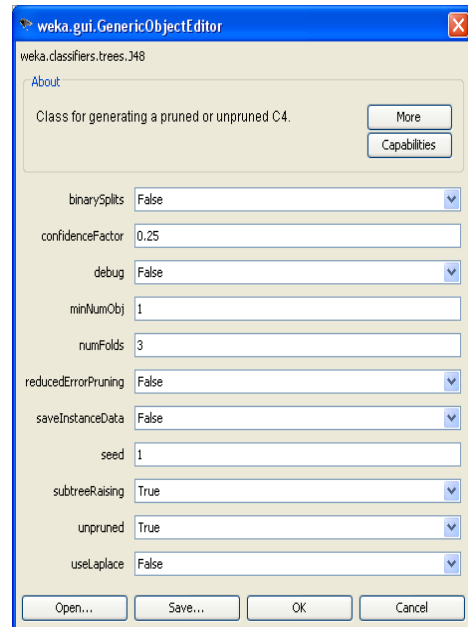 weka.gui.GenericObjectEditor
weka.classifiers.trees.J48
About
Class for generating a pruned or unpruned C4.
More
Capabilities
binarySplits False
confidenceFactor 0.25
debug False
minNumObj 1
numFolds 3
reducedErrorPruning False
saveInstanceData False
seed 1
subtreeRaising True
unpruned True
useLaplace False
Open... Save... OK Cancel